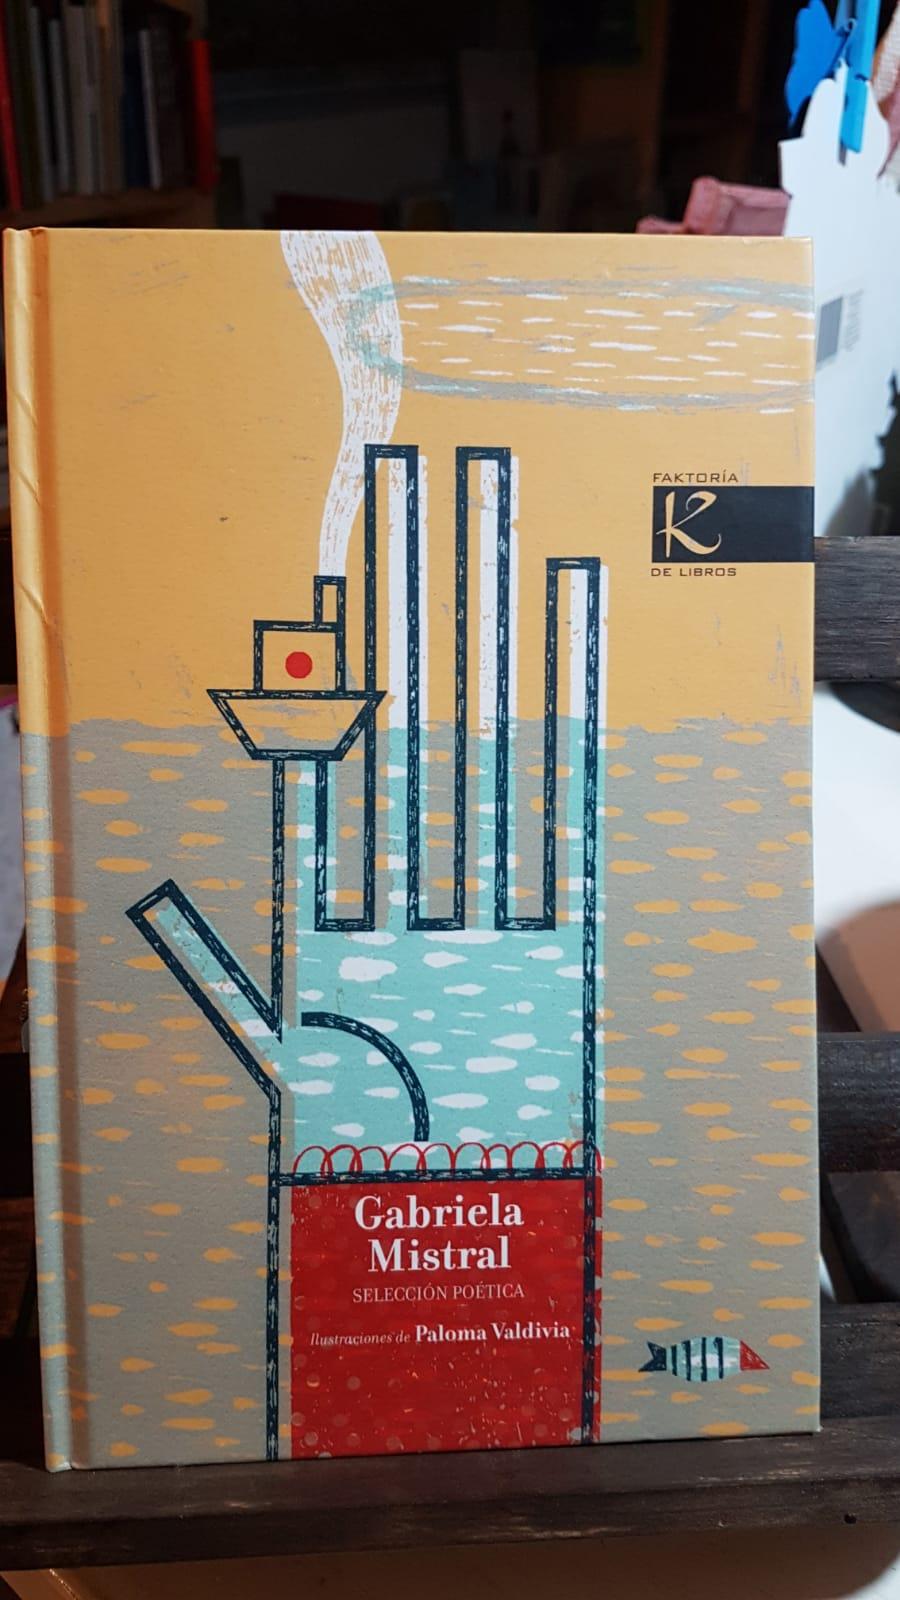 FAKTORÍA
K
DE LIBROS
Gabriela
Mistral
SELECCIÓN POÉTICA
Ilustraciones de Paloma Valdivia